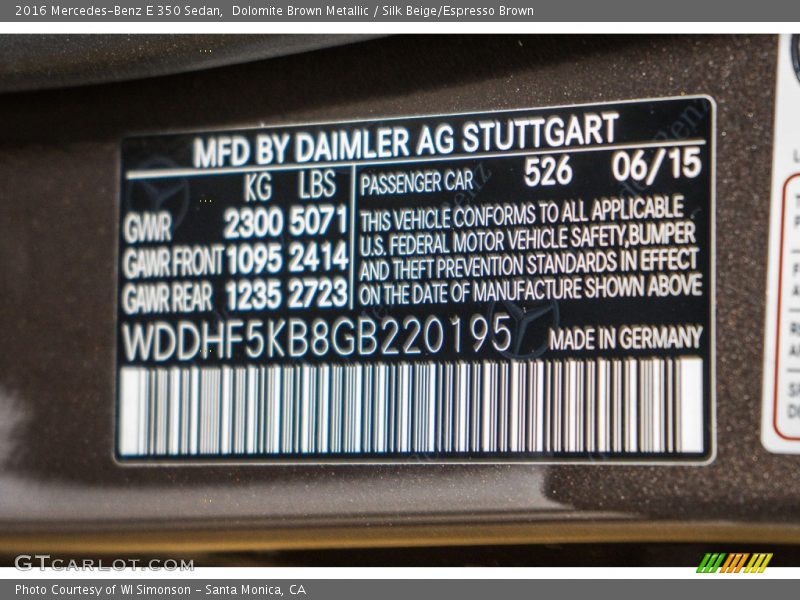 2016 Mercedes-Benz E 350 Sedan,  Dolomite Brown Metallic / Silk Beige/Espresso Brown
MFD BY DAIMLER AG STUTTGART
KG LBS
GWR 2300 5071
GAWR FRONT 1095 2414
GAWR REAR 1235 2723
PASSENGER CAR 526 06/15
THIS VEHICLE CONFORMS TO ALL APPLICABLE
U.S. FEDERAL MOTOR VEHICLE SAFETY,BUMPER
AND THEFT PREVENTION STANDARDS IN EFFECT
ON THE DATE OF MANUFACTURE SHOWN ABOVE
WDDHF5KB8GB220195 MADE IN GERMANY
GTCARLOT.COM
Photo Courtesy of WI Simonson - Santa Monica, CA